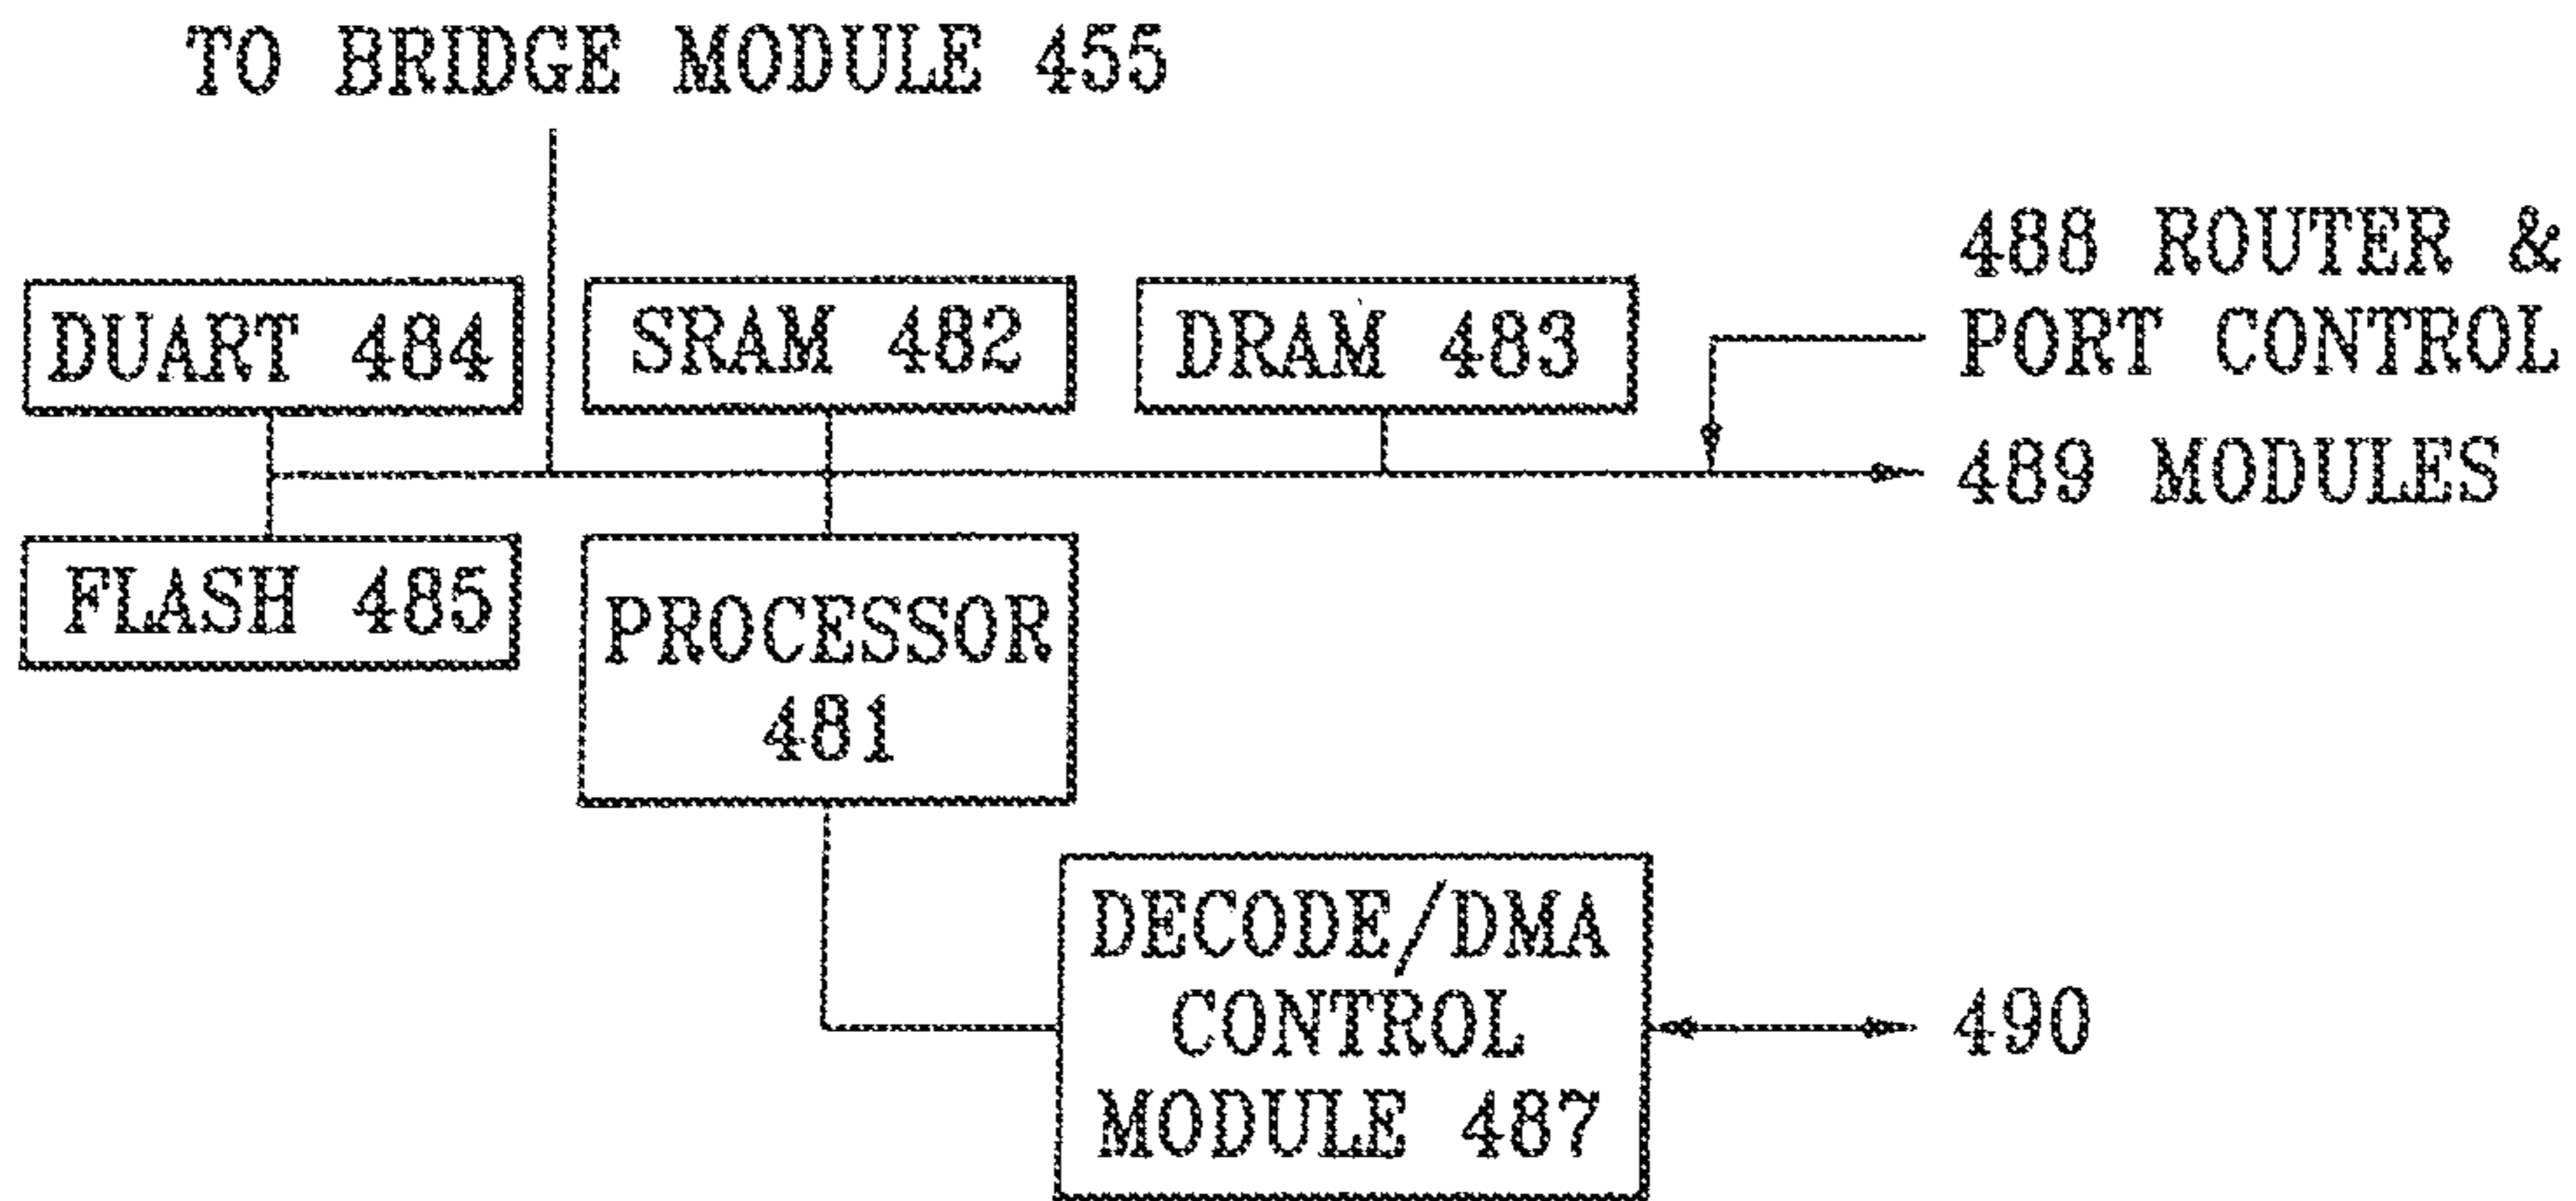 TO BRIDGE MODULE 455
488 ROUTER &
PORT CONTROL
DUART 484
SRAM 482
DRAM 483
489 MODULES
FLASH 485
PROCESSOR
481
DECODE/DMA
CONTROL
MODULE 487
490